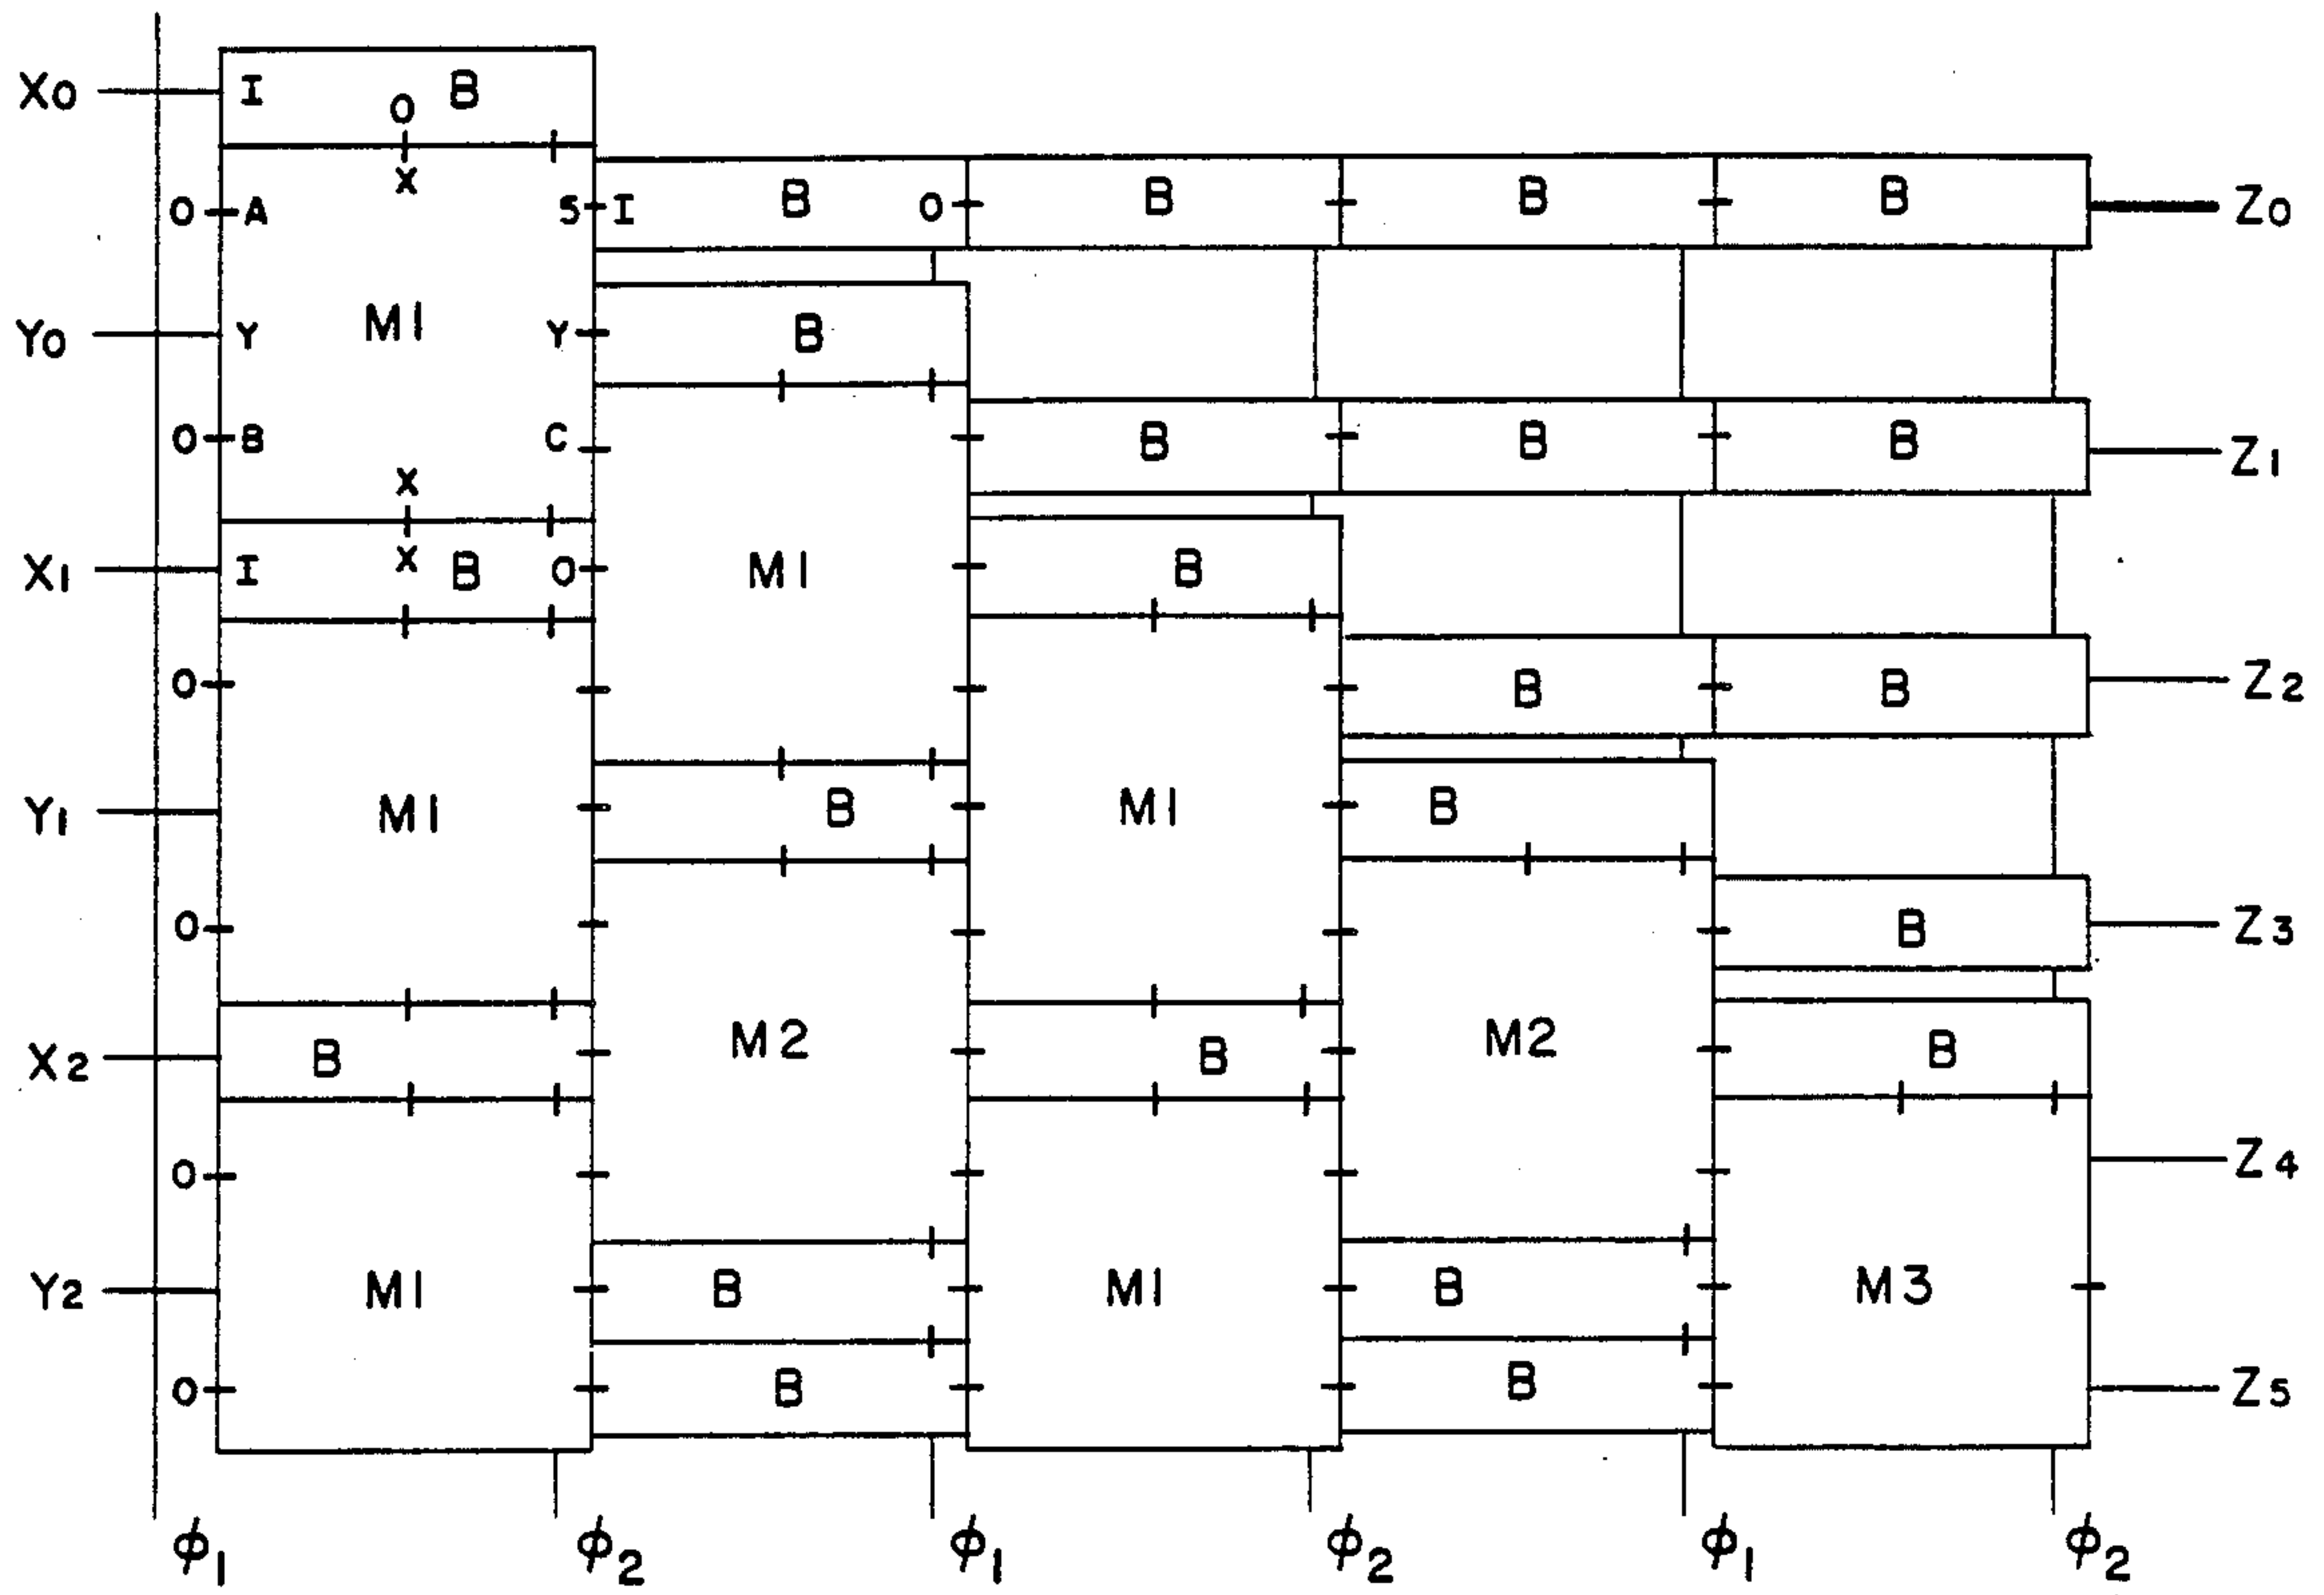 X0 I O B
X
O A S I B O B B B Z0
Y0 Y M1 Y B
O B C B B B Z1
X
X1 I X B O M1 B
O B B Z2
Y1 M1 B M1 B
O B Z3
X2 B M2 B M2 B
O Z4
Y2 M1 B M1 B M3
O B B Z5
ϕ1 ϕ2 ϕ1 ϕ2 ϕ1 ϕ2